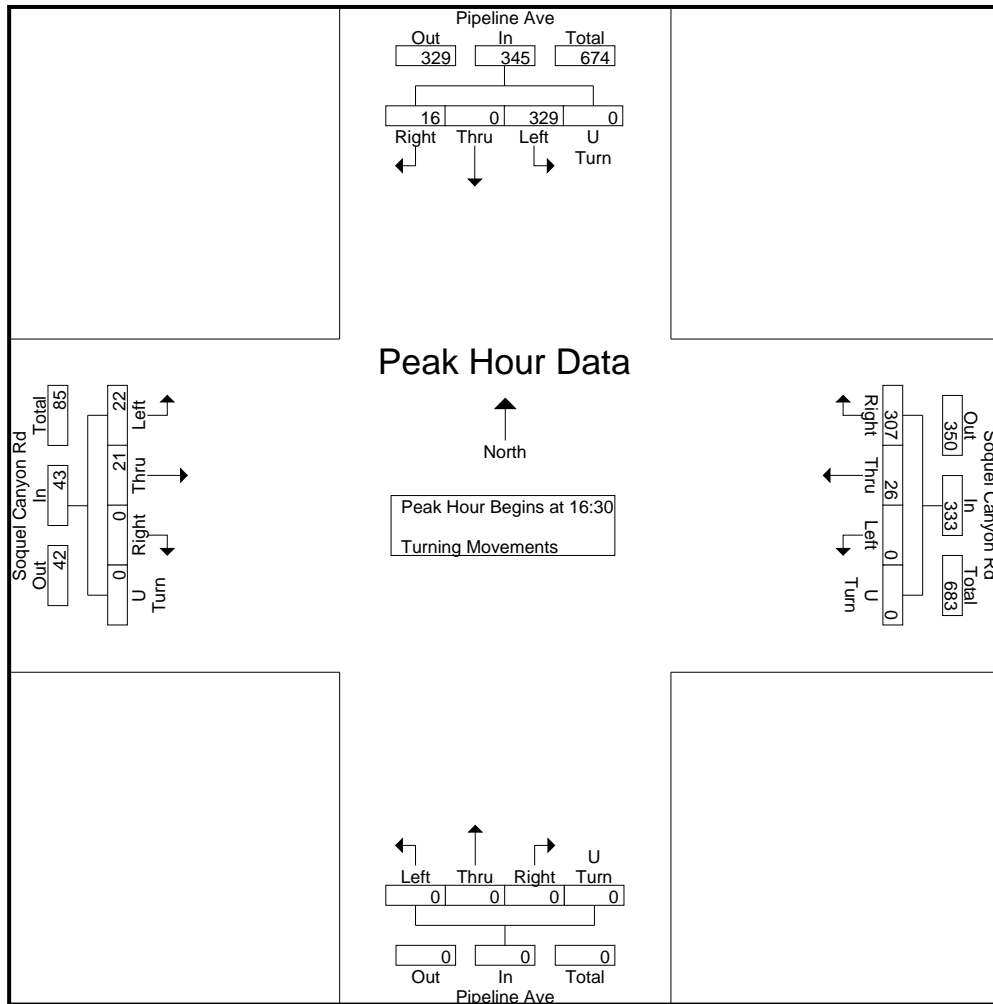 Pipeline Ave
Out In Total
329 345 674
16 0 329 0
Right Thru Left U Turn
Peak Hour Data
North
Peak Hour Begins at 16:30
Turning Movements
Soquel Canyon Rd
Total In Out
85 43 42
22 21 0 0
Left Thru Right U Turn
Soquel Canyon Rd
Out In Total
350 333 683
307 26 0 0
Right Thru Left U Turn
Left Thru Right U Turn
0 0 0 0
0 0 0
Out In Total
Pipeline Ave